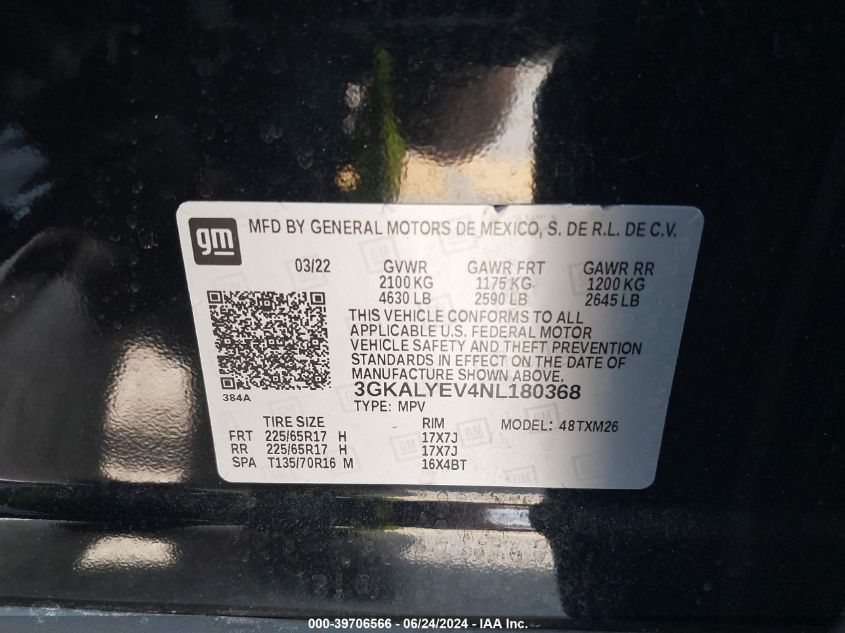 gm
MFD BY GENERAL MOTORS DE MEXICO, S. DE R.L. DE C.V.
03/22 GVWR GAWR FRT GAWR RR
2100 KG 1175 KG 1200 KG
4630 LB 2590 LB 2645 LB
THIS VEHICLE CONFORMS TO ALL
APPLICABLE U.S. FEDERAL MOTOR
VEHICLE SAFETY AND THEFT PREVENTION
STANDARDS IN EFFECT ON THE DATE OF
MANUFACTURE SHOWN ABOVE.
384A
3GKALYEV4NL180368
TYPE: MPV MODEL: 48TXM26
TIRE SIZE RIM
FRT 225/65R17 H 17X7J
RR 225/65R17 H 17X7J
SPA T135/70R16 M 16X4BT
000-39706566 - 06/24/2024 - IAA Inc.